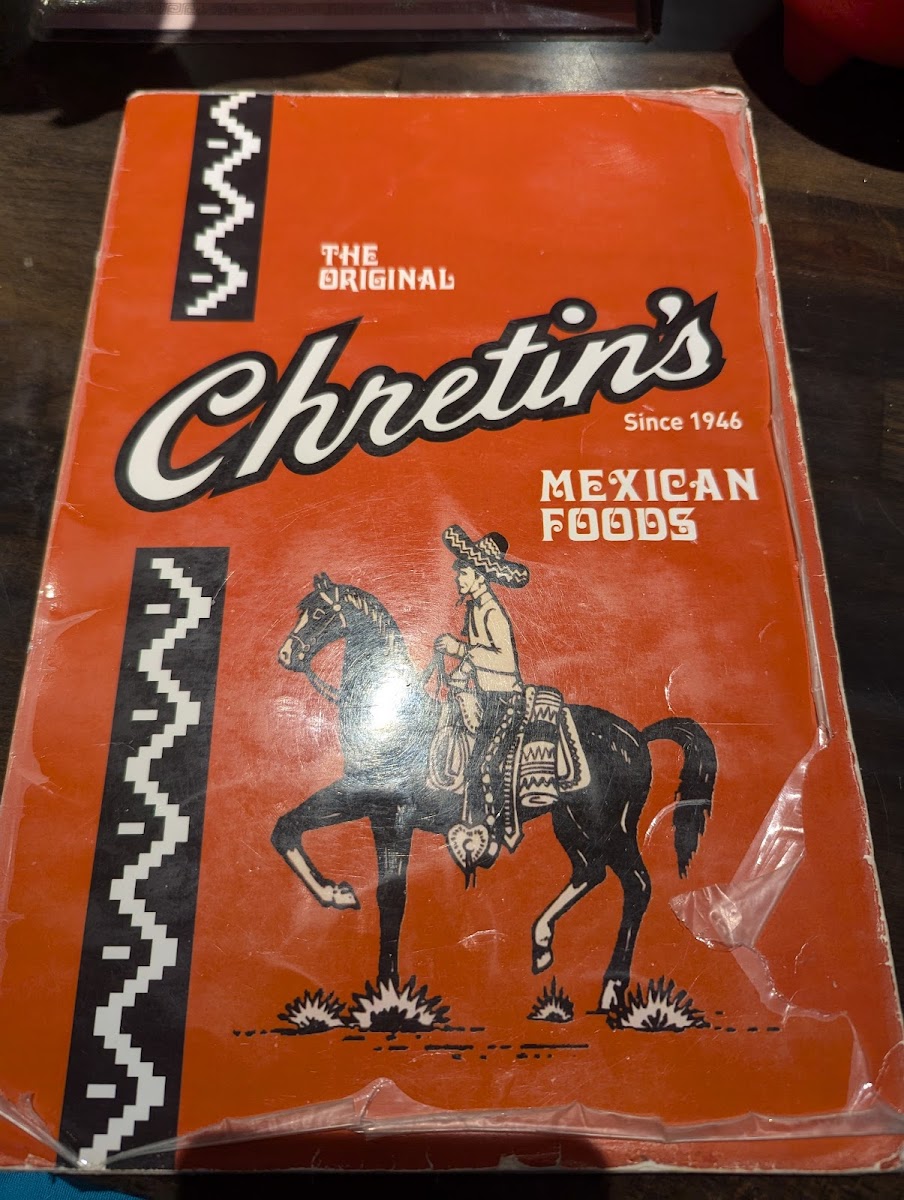 THE
ORIGINAL
Chretin's
Since 1946
MEXICAN
FOODS